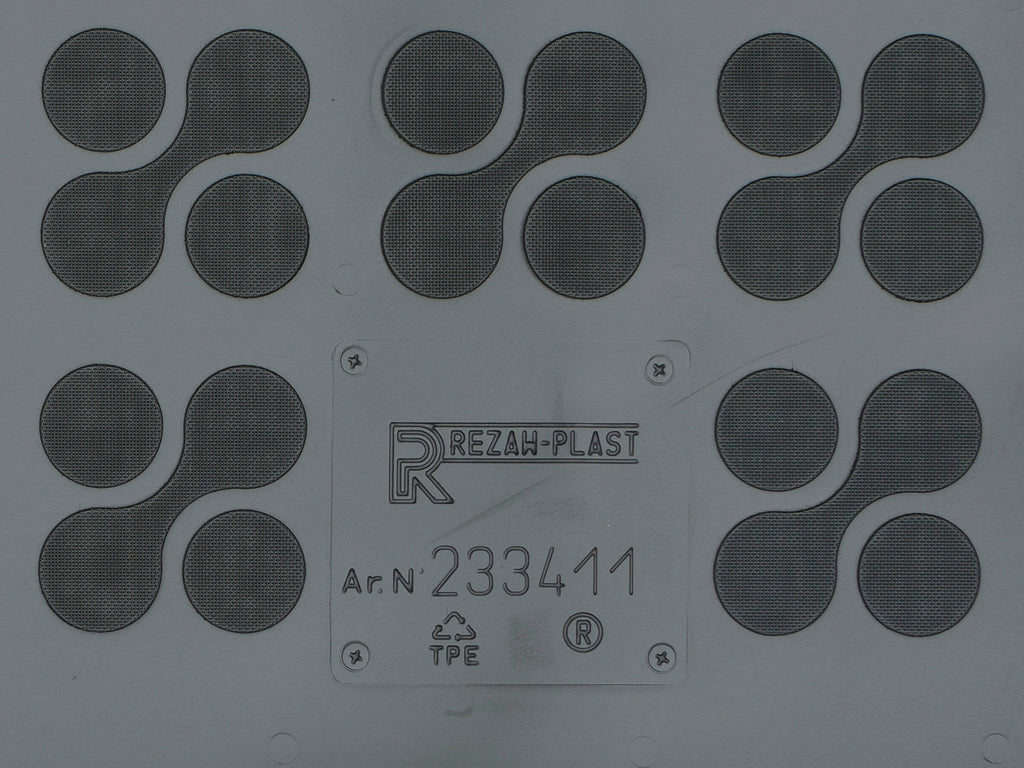 R REZAW-PLAST
Ar.N° 233411
TPE ®